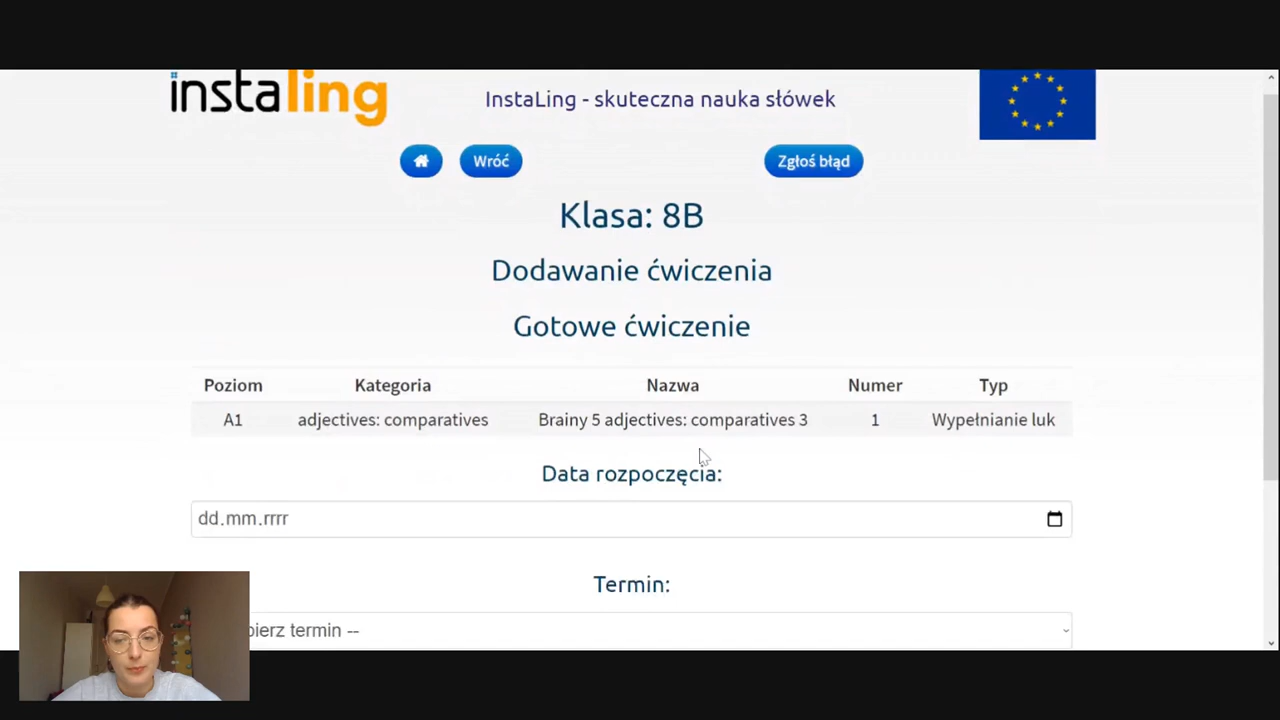 instaling
InstaLing - skuteczna nauka słówek
Wróć
Zgłoś błąd
Klasa: 8B
Dodawanie ćwiczenia
Gotowe ćwiczenie
Poziom Kategoria Nazwa Numer Typ
A1 adjectives: comparatives Brainy 5 adjectives: comparatives 3 1 Wypełnianie luk
Data rozpoczęcia:
dd.mm.rrrr
Termin:
termin --